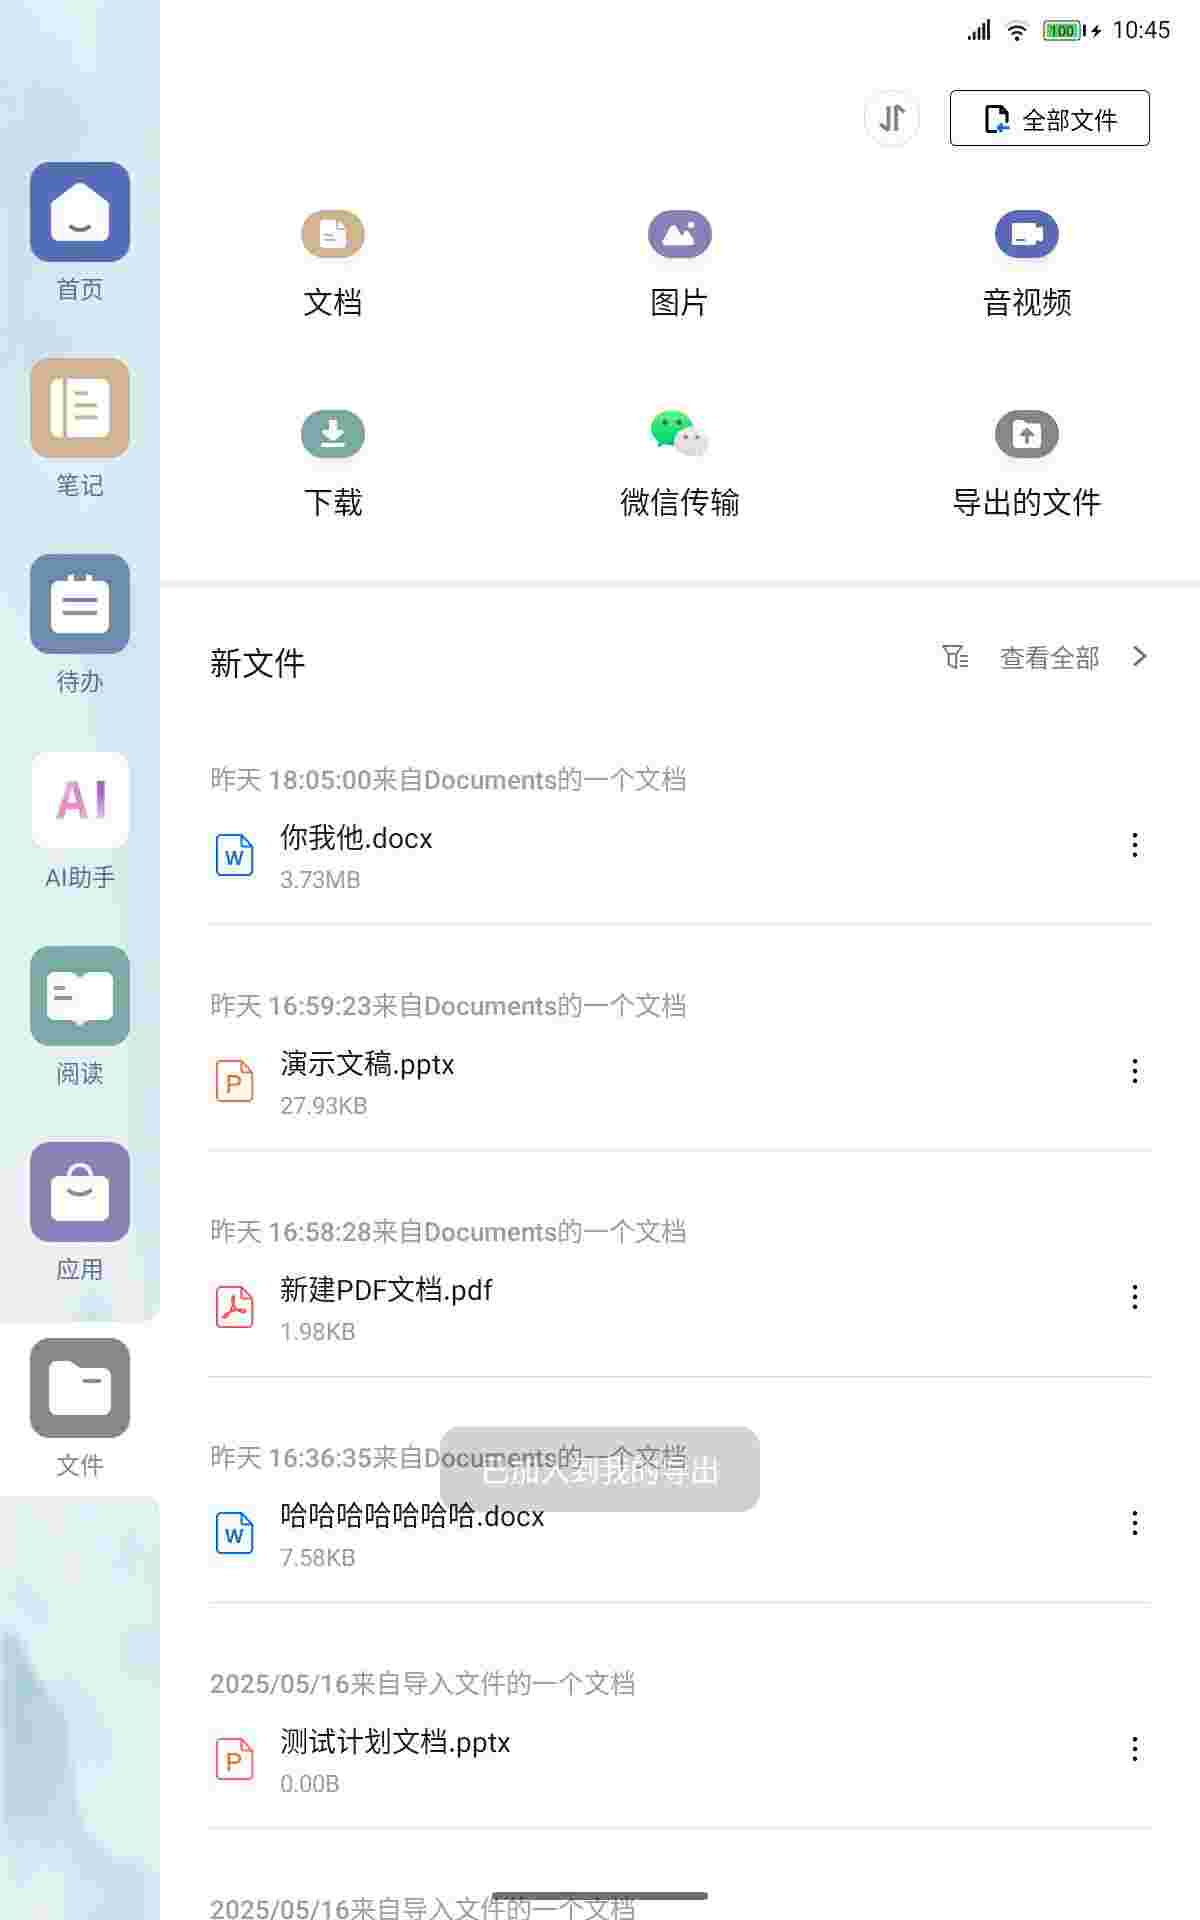 100 10:45
全部文件
首页
笔记
待办
AI
AI助手
阅读
应用
文件
文档
图片
音视频
下载
微信传输
导出的文件
新文件
查看全部
昨天 18:05:00来自Documents的一个文档
W
你我他.docx
3.73MB
昨天 16:59:23来自Documents的一个文档
P
演示文稿.pptx
27.93KB
昨天 16:58:28来自Documents的一个文档
新建PDF文档.pdf
1.98KB
昨天 16:36:35来自Documents的一个文档
已加入到我的导出
W
哈哈哈哈哈哈哈.docx
7.58KB
2025/05/16来自导入文件的一个文档
P
测试计划文档.pptx
0.00B
2025/05/16来自导入文件的一个文档